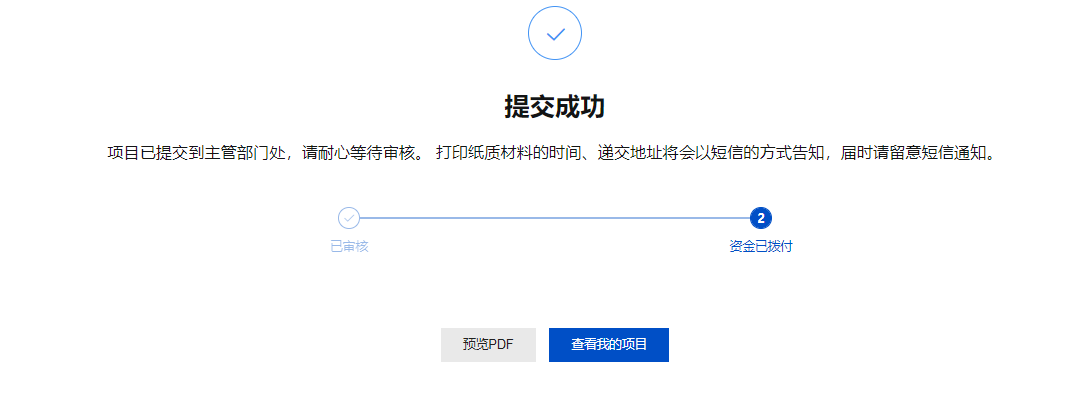 提交成功
项目已提交到主管部门处，请耐心等待审核。 打印纸质材料的时间、递交地址将会以短信的方式告知，届时请留意短信通知。
2
已审核
资金已拨付
预览PDF
查看我的项目